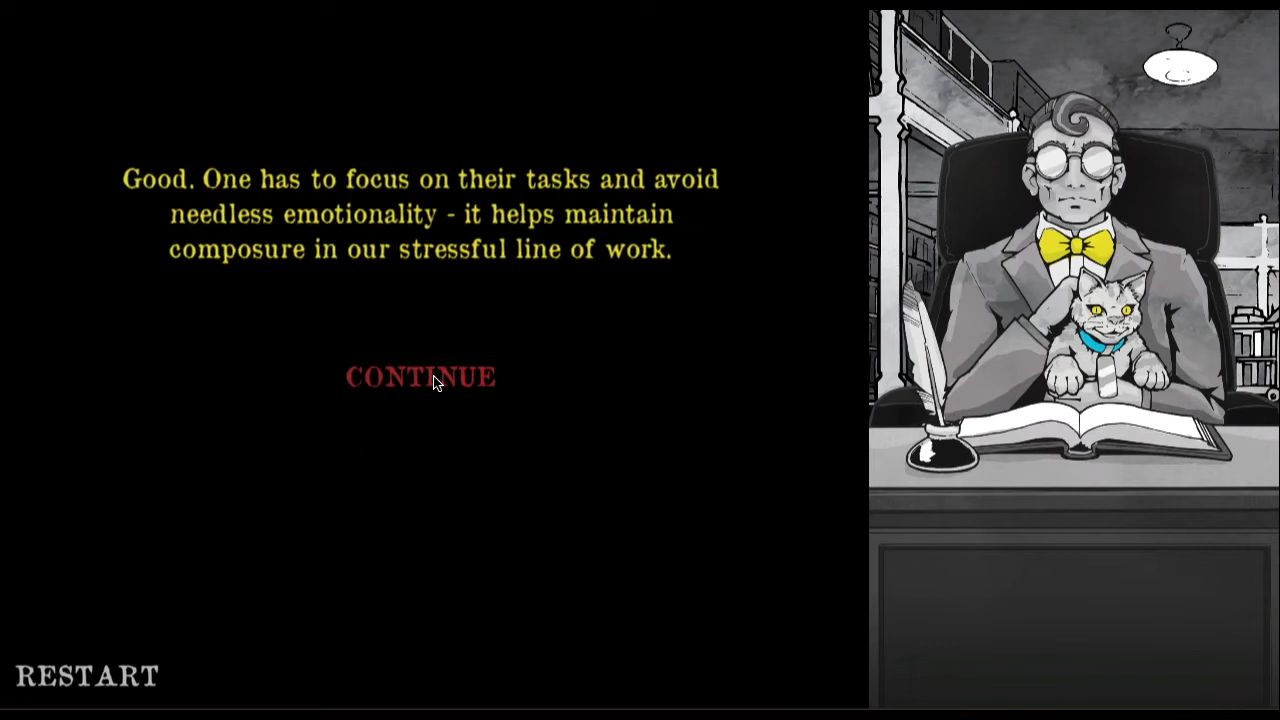 Good. One has to focus on their tasks and avoid
needless emotionality - it helps maintain
composure in our stressful line of work.
CONTINUE
RESTART